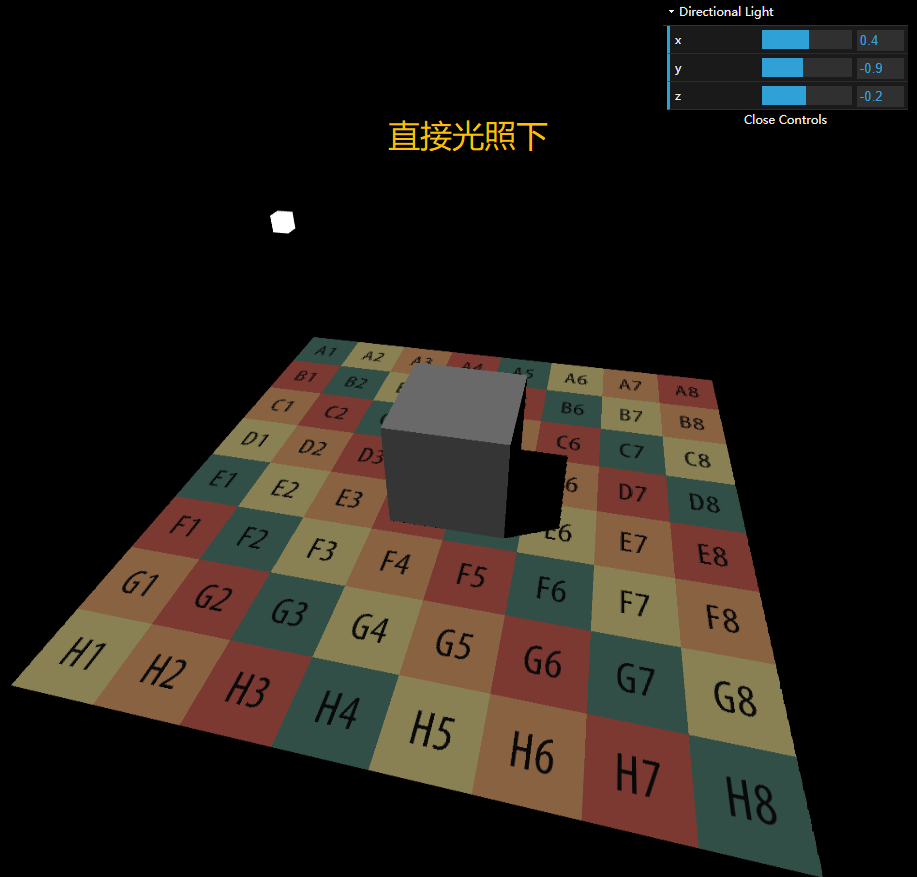 Directional Light
x 0.4
y -0.9
z -0.2
Close Controls
直接光照下
A1 A2 A3 A4 A5 A6 A7 A8
B1 B2 B6 B7 B8
C1 C2 C6 C7 C8
D1 D2 D3 6 D7 D8
E1 E2 E3 E6 E7 E8
F1 F2 F3 F4 F5 F6 F7 F8
G1 G2 G3 G4 G5 G6 G7 G8
H1 H2 H3 H4 H5 H6 H7 H8